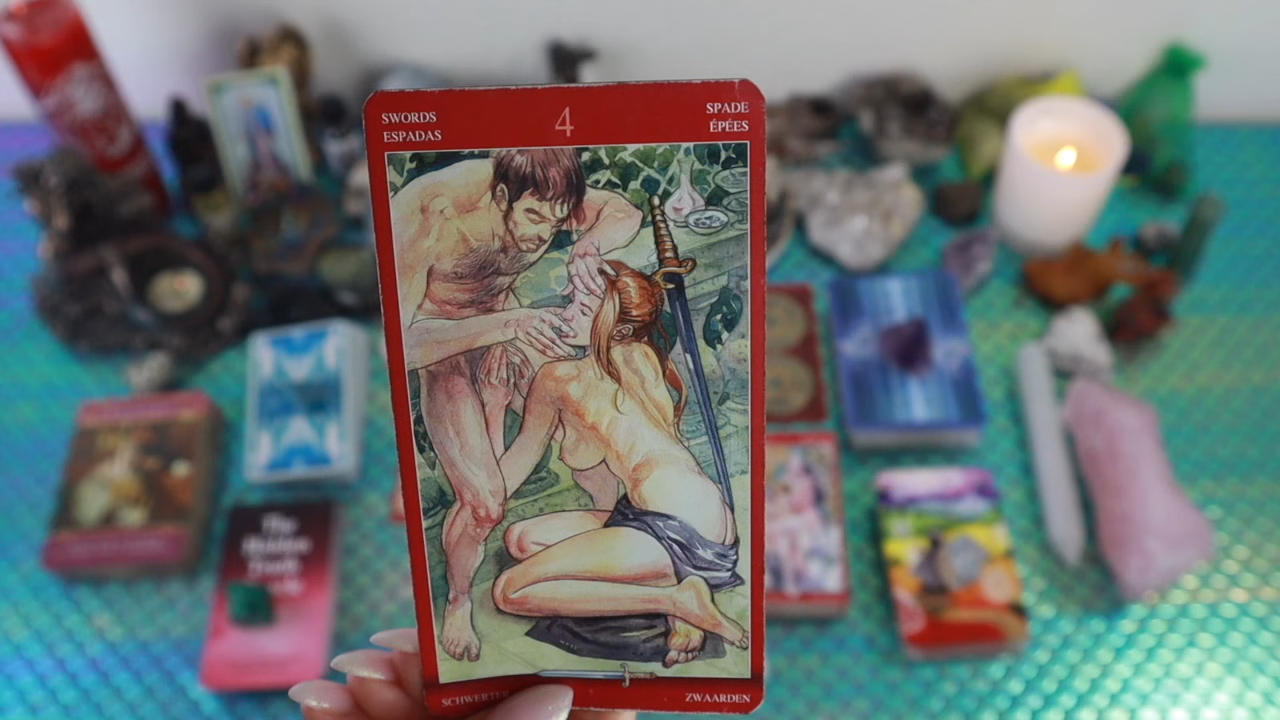 SWORDS
ESPADAS
4
SPADE
ÉPÉES
The
Hidden
Truth
SCHWERTER
ZWAARDEN